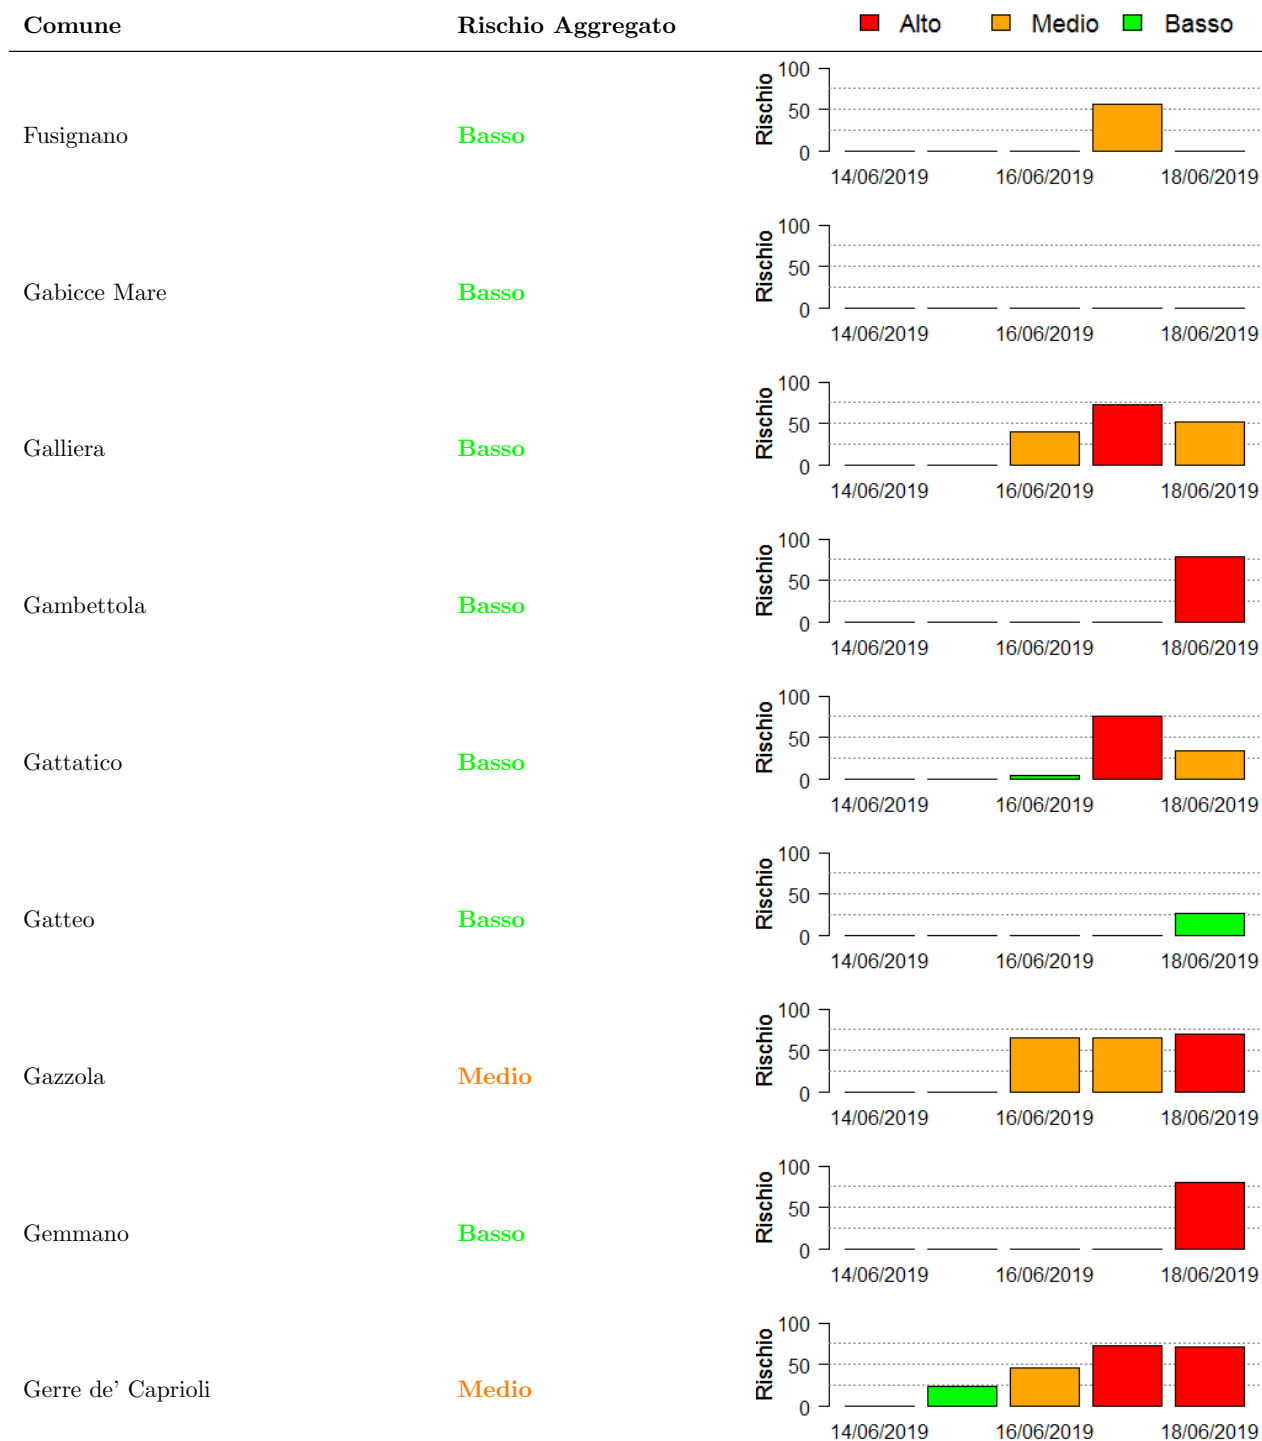 Comune Rischio Aggregato Alto Medio Basso
100
50
0
Rischio
Fusignano Basso
14/06/2019 16/06/2019 18/06/2019
100
50
0
Rischio
Gabicce Mare Basso
14/06/2019 16/06/2019 18/06/2019
100
50
0
Rischio
Galliera Basso
14/06/2019 16/06/2019 18/06/2019
100
50
0
Rischio
Gambettola Basso
14/06/2019 16/06/2019 18/06/2019
100
50
0
Rischio
Gattatico Basso
14/06/2019 16/06/2019 18/06/2019
100
50
0
Rischio
Gatteo Basso
14/06/2019 16/06/2019 18/06/2019
100
50
0
Rischio
Gazzola Medio
14/06/2019 16/06/2019 18/06/2019
100
50
0
Rischio
Gemmano Basso
14/06/2019 16/06/2019 18/06/2019
100
50
0
Rischio
Gerre de' Caprioli Medio
14/06/2019 16/06/2019 18/06/2019